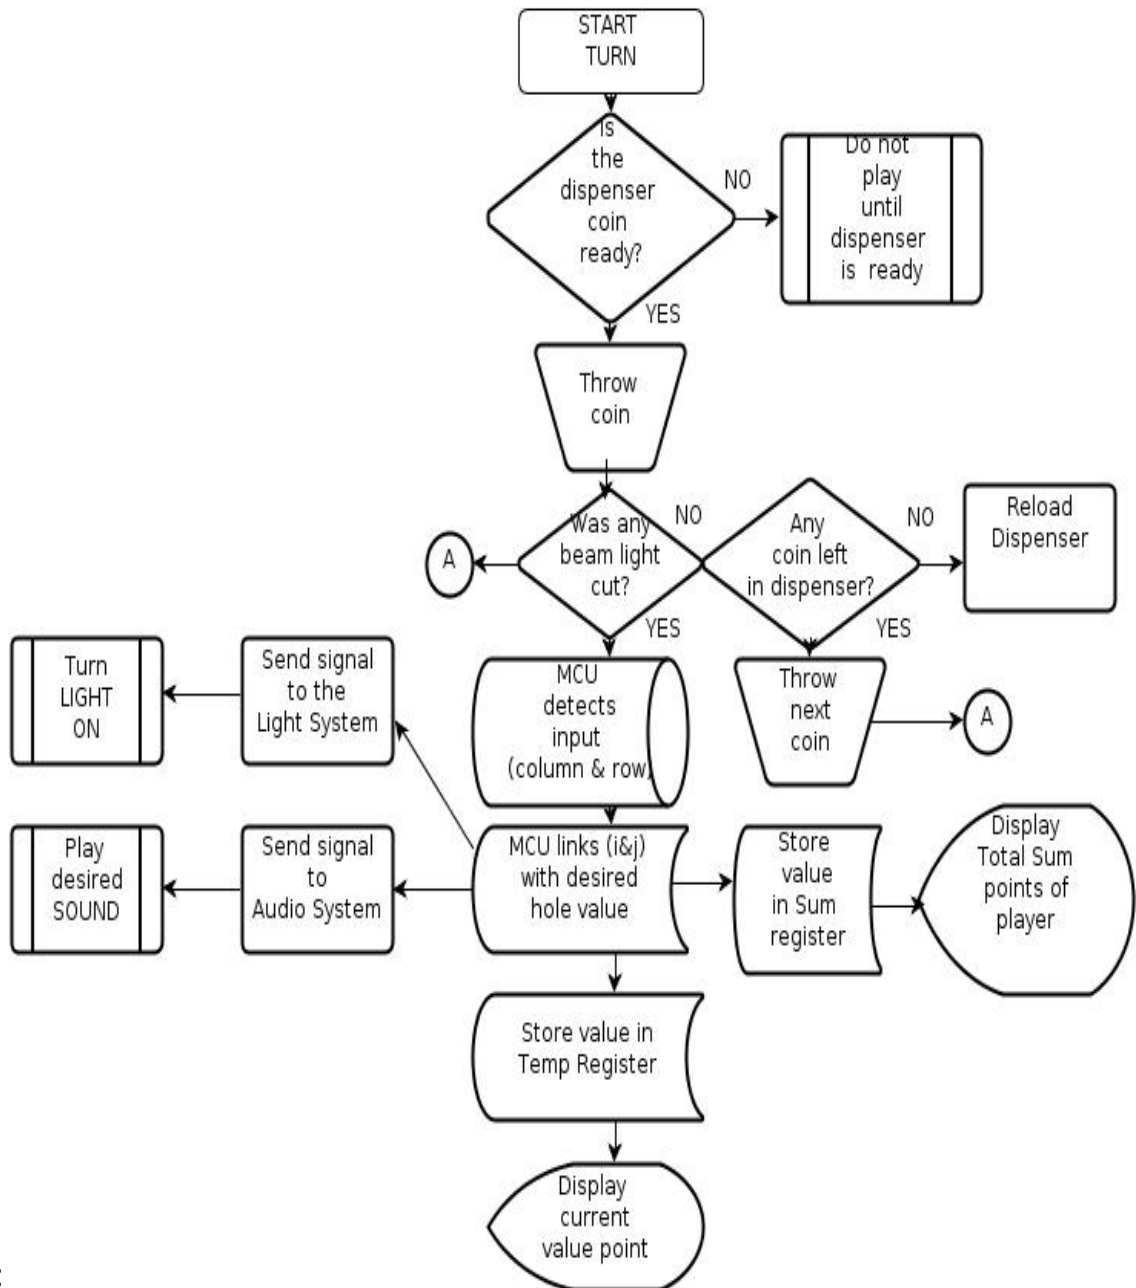 START
TURN
Is
the
dispenser
coin
ready?
NO
Do not
play
until
dispenser
is ready
YES
Throw
coin
Was any
beam light
cut?
NO
A
Any
coin left
in dispenser?
NO
Reload
Dispenser
YES
YES
Turn
LIGHT
ON
Send signal
to the
Light System
MCU
detects
input
(column & row)
Throw
next
coin
A
Play
desired
SOUND
Send signal
to
Audio System
MCU links (i&j)
with desired
hole value
Store
value
in Sum
register
Display
Total Sum
points of
player
Store value in
Temp Register
Display
current
value point